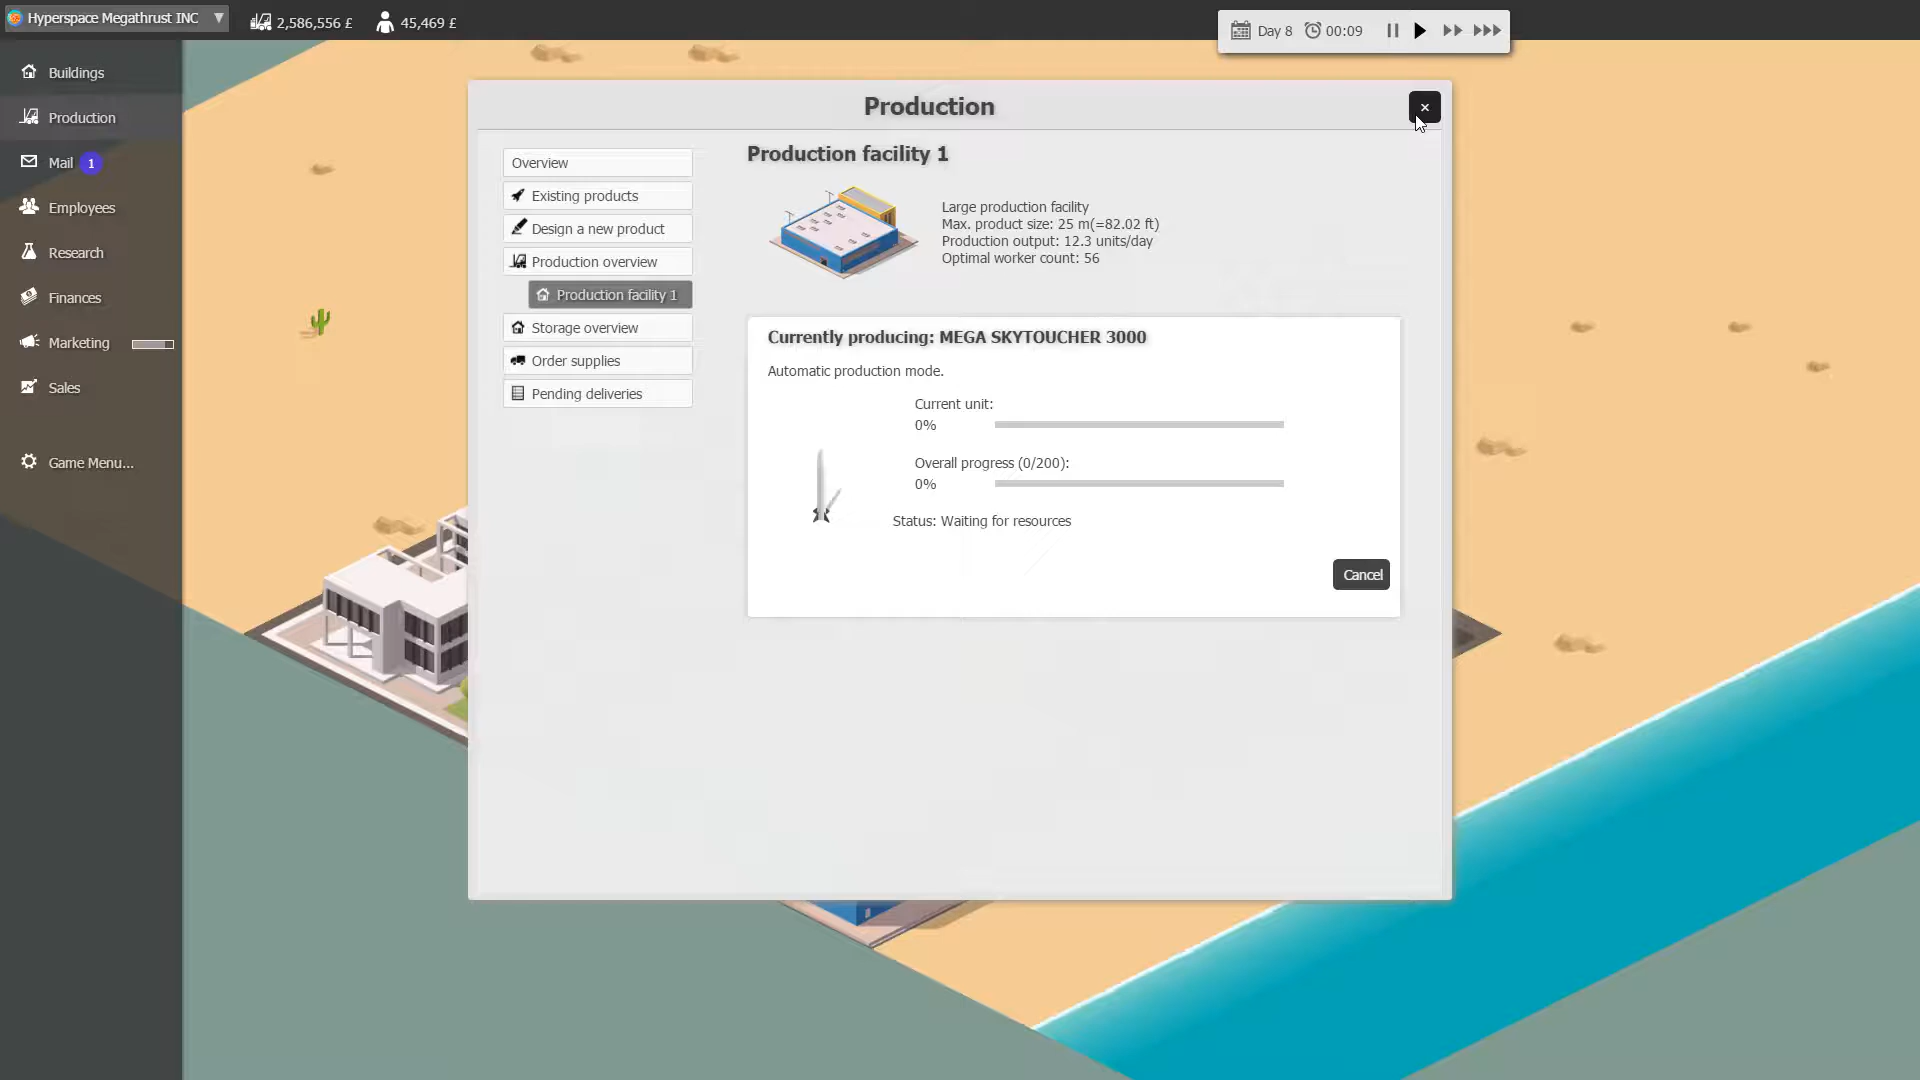 Hyperspace Megathrust INC
2,586,556 £
45,469 £
Day 8
00:09
Buildings
Production
Mail 1
Employees
Research
Finances
Marketing
Sales
Game Menu...
Production
×
Overview
Existing products
Design a new product
Production overview
Production facility 1
Storage overview
Order supplies
Pending deliveries
Production facility 1
Large production facility
Max. product size: 25 m(=82.02 ft)
Production output: 12.3 units/day
Optimal worker count: 56
Currently producing: MEGA SKYTOUCHER 3000
Automatic production mode.
Current unit:
0%
Overall progress (0/200):
0%
Status: Waiting for resources
Cancel